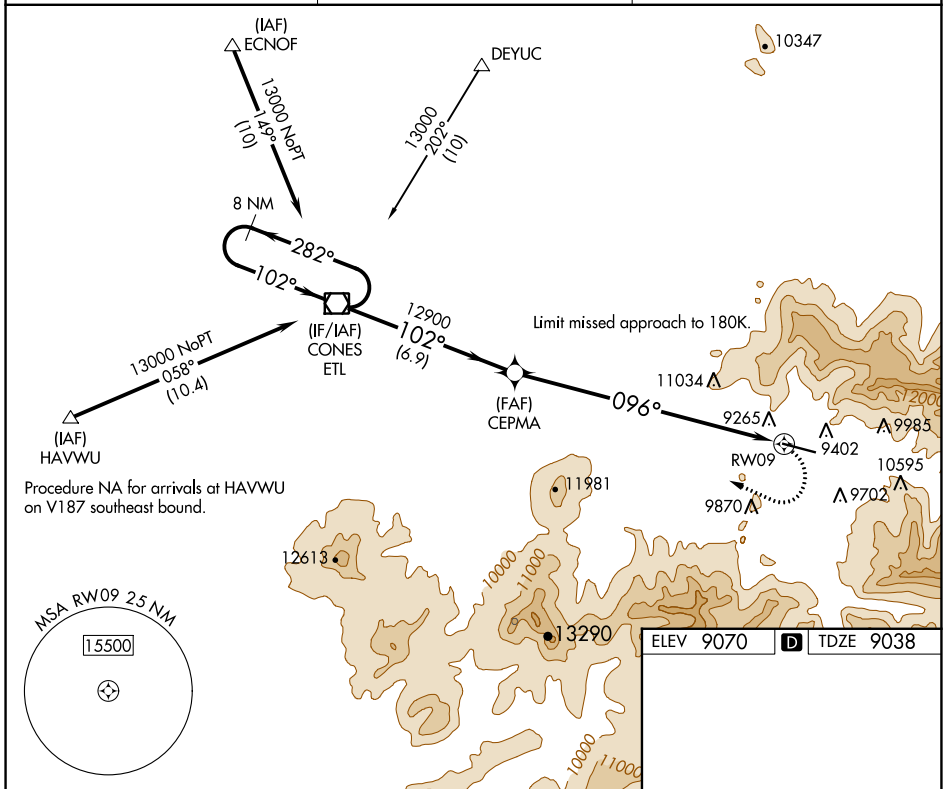 (IAF)
ECNOF
DEYUC
10347
13000 NoPT
149°
(10)
13000
202°
(10)
8 NM
282°
102°
(IF/IAF)
CONES
ETL
12900
102°
(6.9)
Limit missed approach to 180K.
13000 NoPT
058°
(10.4)
(IAF)
HAVWU
(FAF)
CEPMA
096°
11034
12000
9265
9985
9402
RW09
10595
9702
9870
Procedure NA for arrivals at HAVWU
on V187 southeast bound.
11981
12613
10000
11000
13290
MSA RW09 25 NM
15500
ELEV 9070
D
TDZE 9038
10000
11000